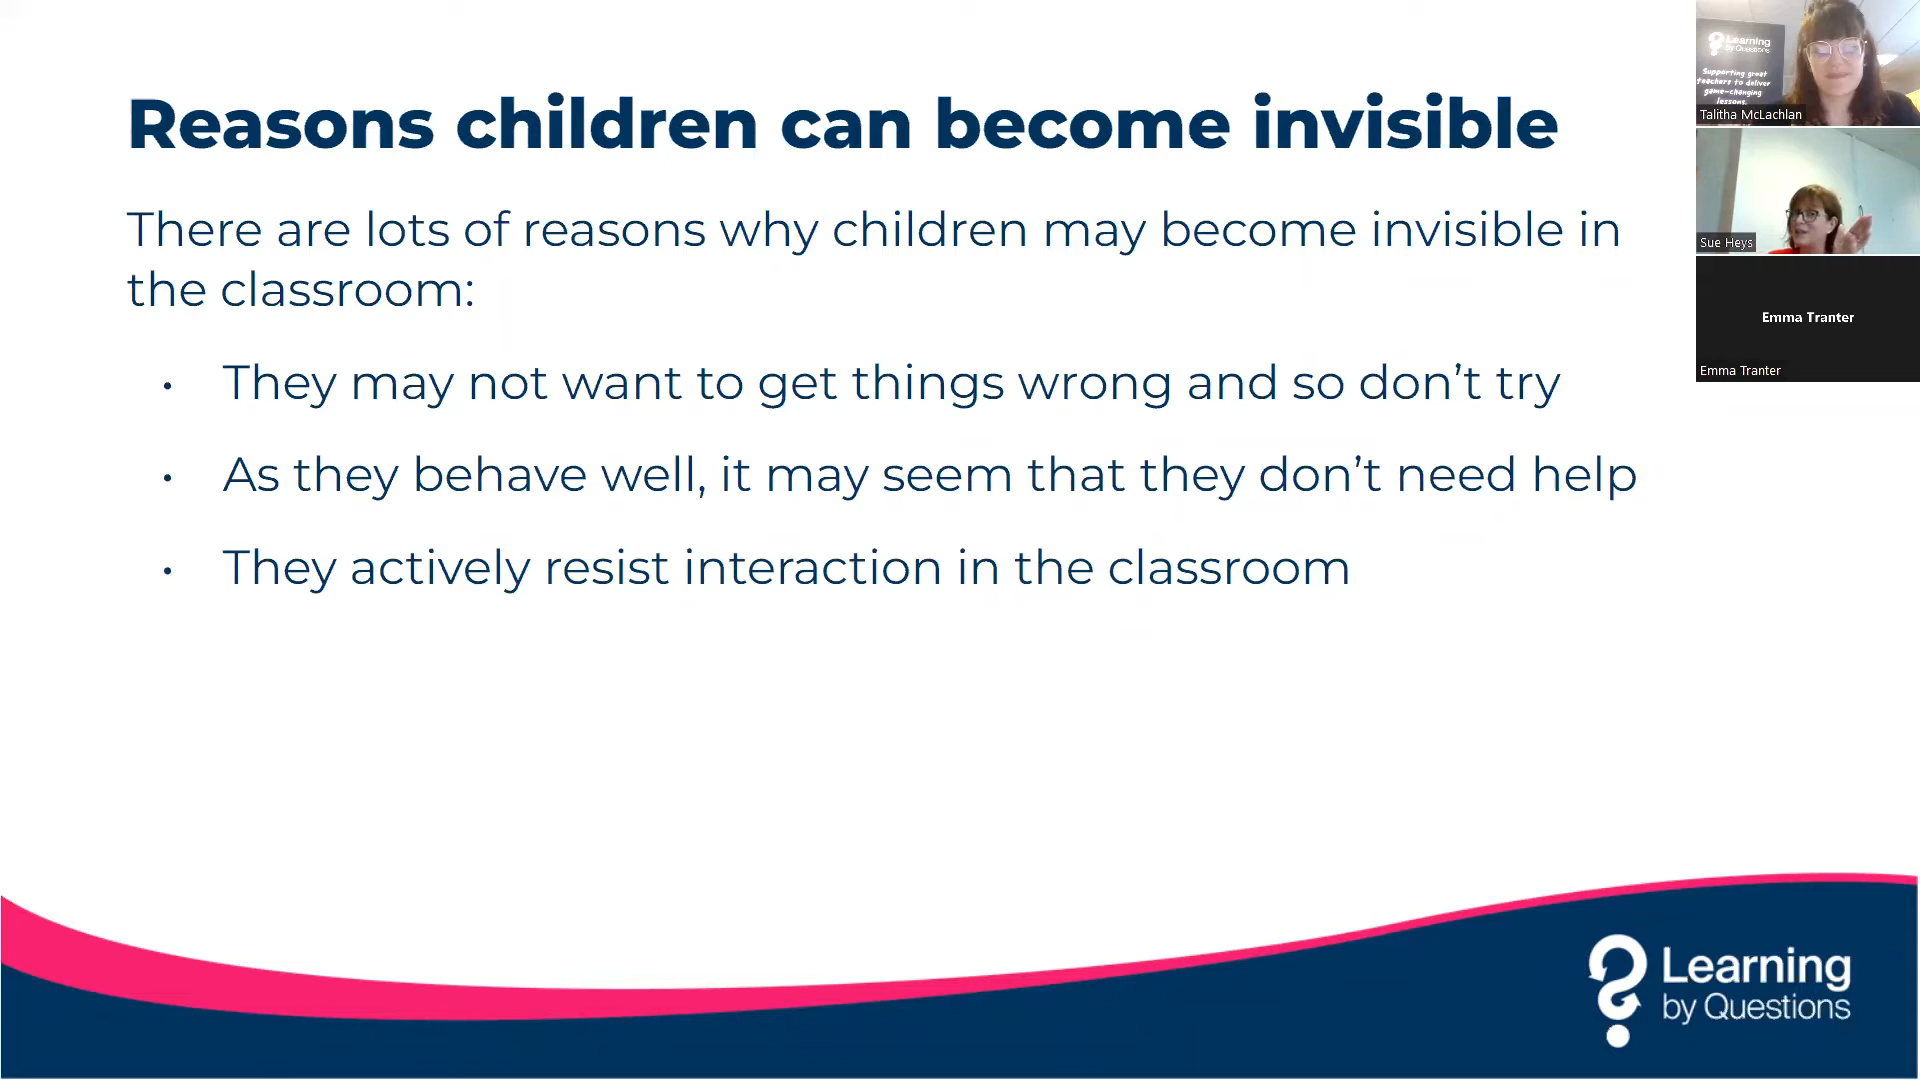 Reasons children can become invisible
There are lots of reasons why children may become invisible in
the classroom:
• They may not want to get things wrong and so don’t try
• As they behave well, it may seem that they don’t need help
• They actively resist interaction in the classroom
Learning
by Questions
Learning
by Questions
Supporting great
teachers to deliver
game-changing
lessons.
Talitha McLachlan
Sue Heys
Emma Tranter
Emma Tranter